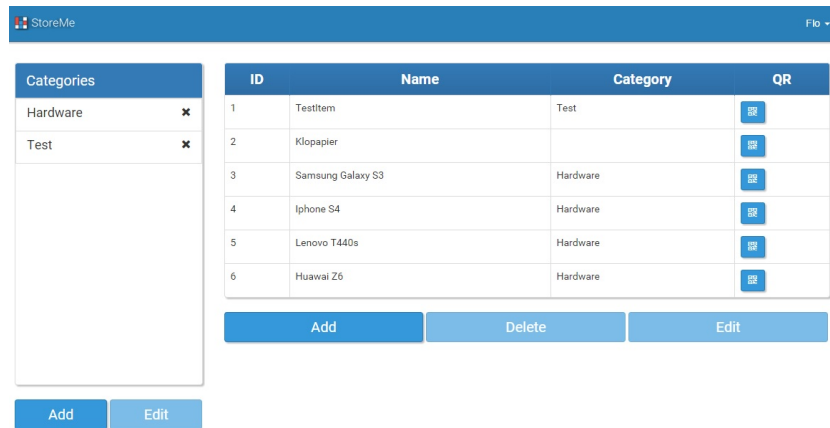 StoreMe
Flo
Categories
Hardware
Test
Add Edit
ID Name Category QR
1 TestItem Test
2 Klopapier
3 Samsung Galaxy S3 Hardware
4 Iphone S4 Hardware
5 Lenovo T440s Hardware
6 Huawai Z6 Hardware
Add Delete Edit